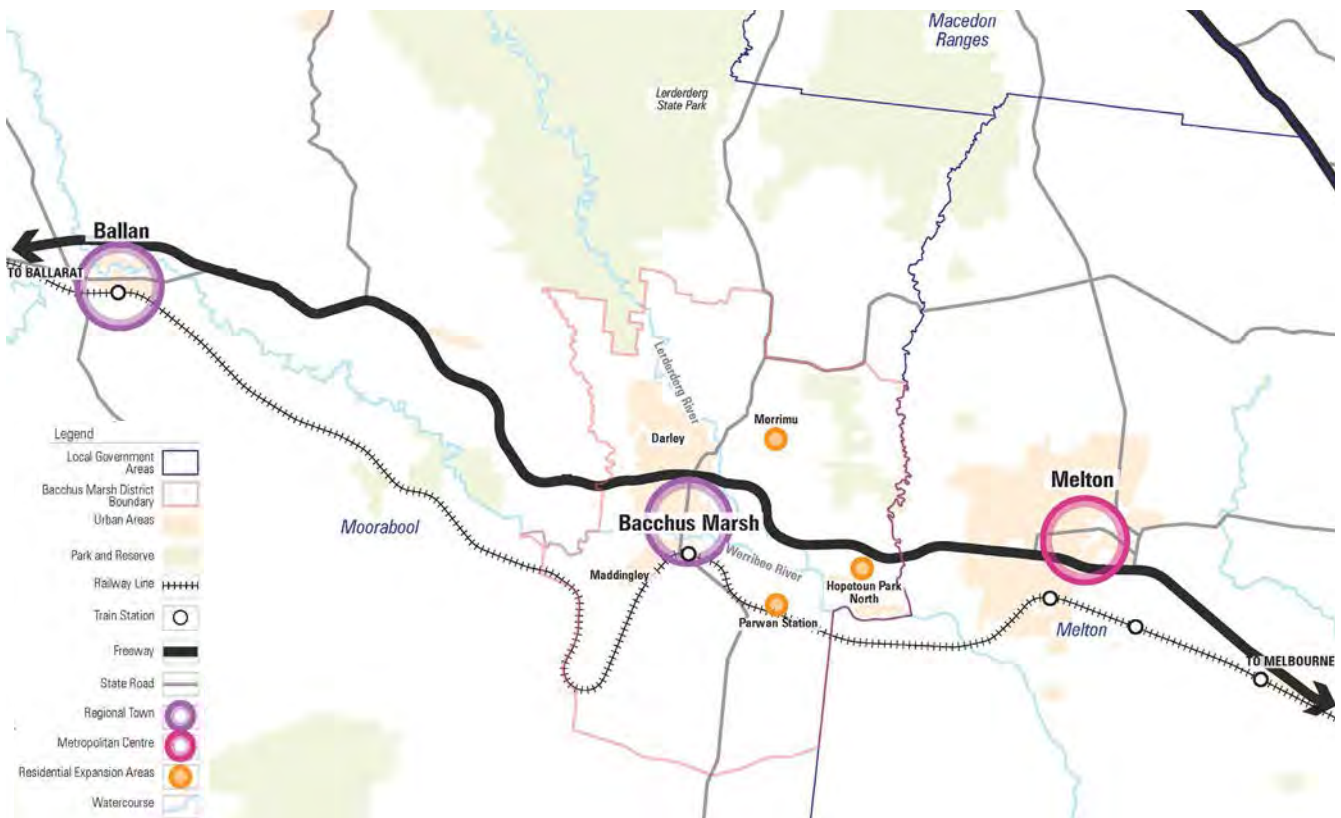 Macedon
Ranges
Lerderderg
State Park
Ballan
TO BALLARAT
Lerderderg River
Merrimu
Darley
Melton
Bacchus Marsh
Moorabool
Werribee River
Maddingley
Hopetoun Park
North
Parwan Station
Melton
TO MELBOURNE
Legend
Local Government
Areas
Bacchus Marsh District
Boundary
Urban Areas
Park and Reserve
Railway Line
Train Station
Freeway
State Road
Regional Town
Metropolitan Centre
Residential Expansion Areas
Watercourse